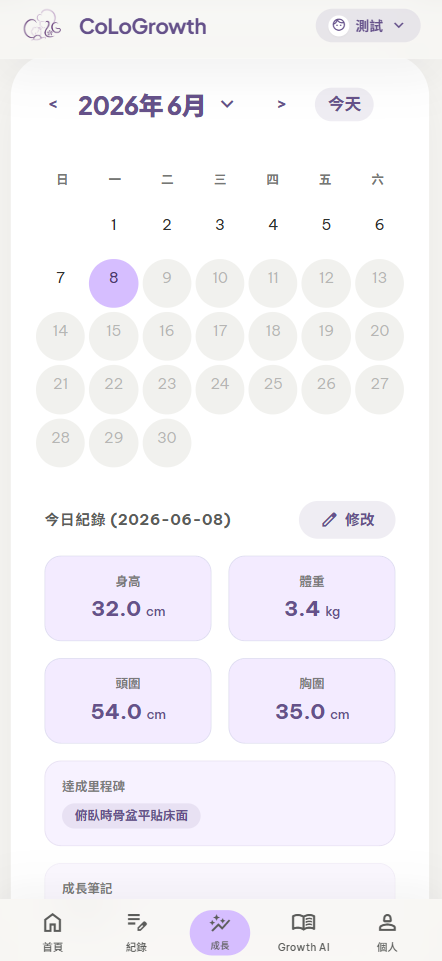 CoLoGrowth
測試
< 2026年 6月 > 今天
日 一 二 三 四 五 六
1 2 3 4 5 6
7 8 9 10 11 12 13
14 15 16 17 18 19 20
21 22 23 24 25 26 27
28 29 30
今日紀錄 (2026-06-08) 修改
身高 體重
32.0 cm 3.4 kg
頭圍 胸圍
54.0 cm 35.0 cm
達成里程碑
俯臥時骨盆平貼床面
成長筆記
首頁 紀錄 成長 Growth AI 個人